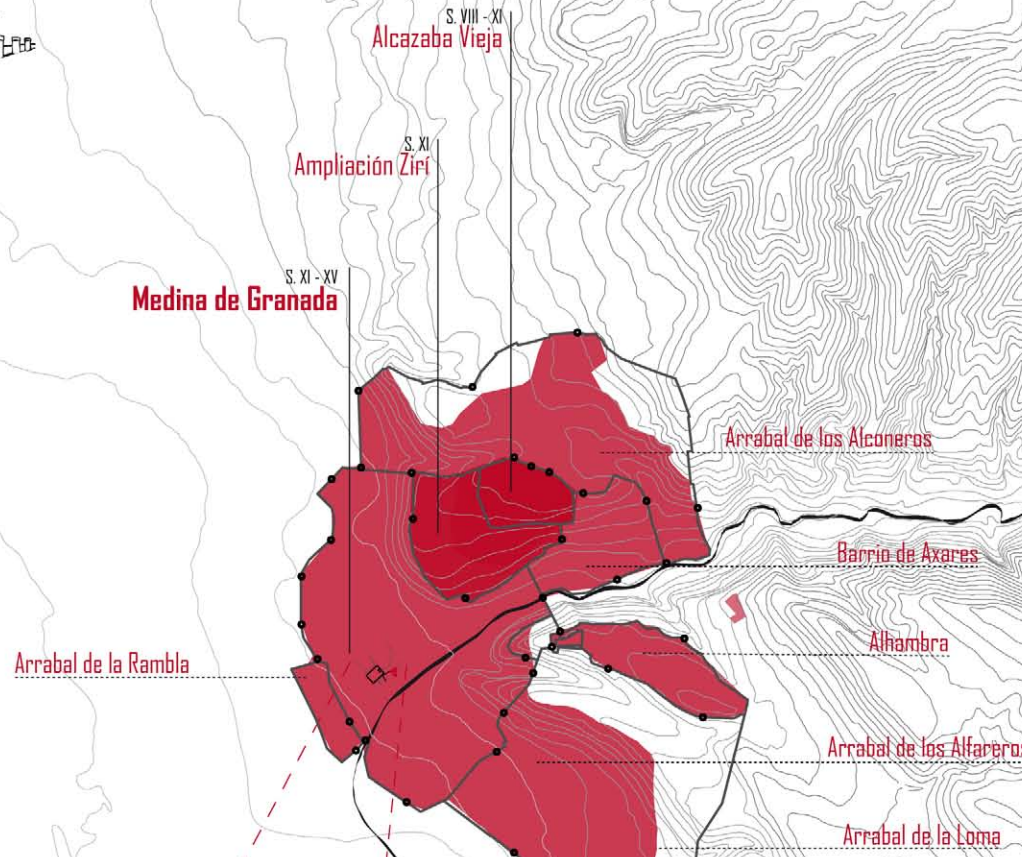 S. VIII - XI
Alcazaba Vieja
S. XI
Ampliación Zirí
S. XI - XV
Medina de Granada
Arrabal de los Alconeros
Barrio de Axares
Alhambra
Arrabal de la Rambla
Arrabal de los Alfareros
Arrabal de la Loma